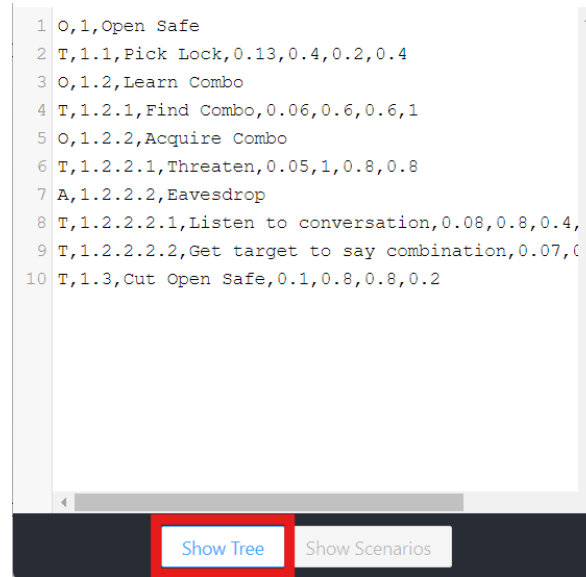 1 O,1,Open Safe
2 T,1.1,Pick Lock,0.13,0.4,0.2,0.4
3 O,1.2,Learn Combo
4 T,1.2.1,Find Combo,0.06,0.6,0.6,1
5 O,1.2.2,Acquire Combo
6 T,1.2.2.1,Threaten,0.05,1,0.8,0.8
7 A,1.2.2.2,Eavesdrop
8 T,1.2.2.2.1,Listen to conversation,0.08,0.8,0.4,
9 T,1.2.2.2.2,Get target to say combination,0.07,
10 T,1.3,Cut Open Safe,0.1,0.8,0.8,0.2
Show Tree Show Scenarios